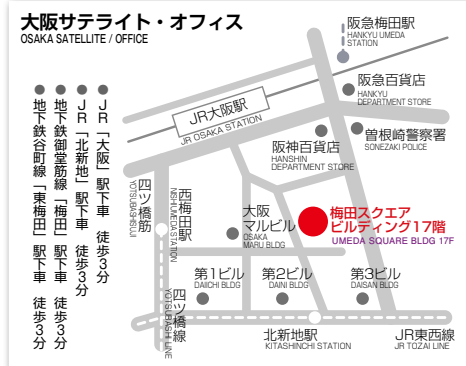 大阪サテライト・オフィス
OSAKA SATELLITE / OFFICE
● JR「大阪」駅下車 徒歩3分
● JR「北新地」駅下車 徒歩3分
● 地下鉄御堂筋線「梅田」駅下車 徒歩3分
● 地下鉄谷町線「東梅田」駅下車 徒歩3分
阪急梅田駅
HANKYU UMEDA
STATION
阪急百貨店
HANKYU
DEPARTMENT STORE
JR大阪駅
JR OSAKA STATION
曽根崎警察署
SONEZAKI POLICE
阪神百貨店
HANSHIN
DEPARTMENT STORE
四ツ橋筋
YOTSUBASHISUJI
西梅田駅
NISHIUMEDA STATION
大阪
マルビル
OSAKA
MARU BLDG
梅田スクエア
ビルディング17階
UMEDA SQUARE BLDG 17F
第1ビル
DAIICHI BLDG
第2ビル
DAINI BLDG
第3ビル
DAISAN BLDG
四ツ橋線
YOTSUBASHI LINE
北新地駅
KITASHINCHI STATION
JR東西線
JR TOZAI LINE